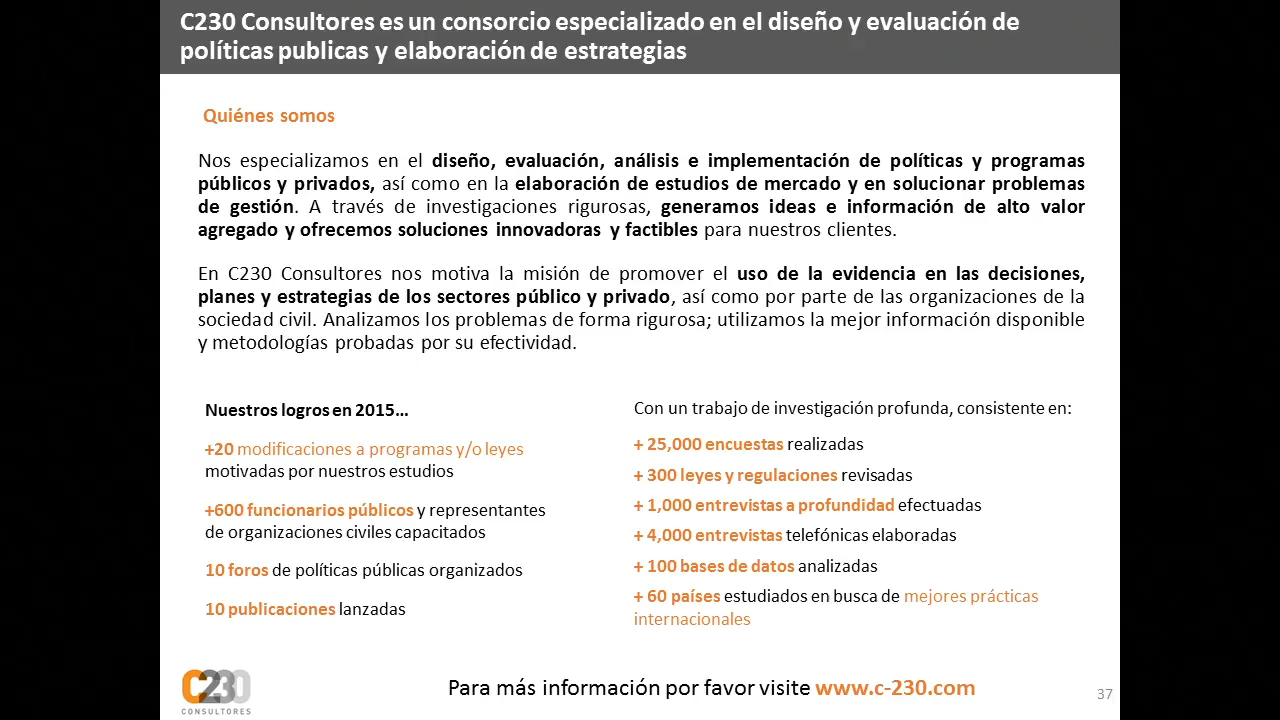 C230 Consultores es un consorcio especializado en el diseño y evaluación de
políticas publicas y elaboración de estrategias
Quiénes somos
Nos especializamos en el diseño, evaluación, análisis e implementación de políticas y programas
públicos y privados, así como en la elaboración de estudios de mercado y en solucionar problemas
de gestión. A través de investigaciones rigurosas, generamos ideas e información de alto valor
agregado y ofrecemos soluciones innovadoras y factibles para nuestros clientes.
En C230 Consultores nos motiva la misión de promover el uso de la evidencia en las decisiones,
planes y estrategias de los sectores público y privado, así como por parte de las organizaciones de la
sociedad civil. Analizamos los problemas de forma rigurosa; utilizamos la mejor información disponible
y metodologías probadas por su efectividad.
Nuestros logros en 2015...
+20 modificaciones a programas y/o leyes
motivadas por nuestros estudios
+600 funcionarios públicos y representantes
de organizaciones civiles capacitados
10 foros de políticas públicas organizados
10 publicaciones lanzadas
Con un trabajo de investigación profunda, consistente en:
+ 25,000 encuestas realizadas
+ 300 leyes y regulaciones revisadas
+ 1,000 entrevistas a profundidad efectuadas
+ 4,000 entrevistas telefónicas elaboradas
+ 100 bases de datos analizadas
+ 60 países estudiados en busca de mejores prácticas
internacionales
C230
CONSULTORES
Para más información por favor visite www.c-230.com
37